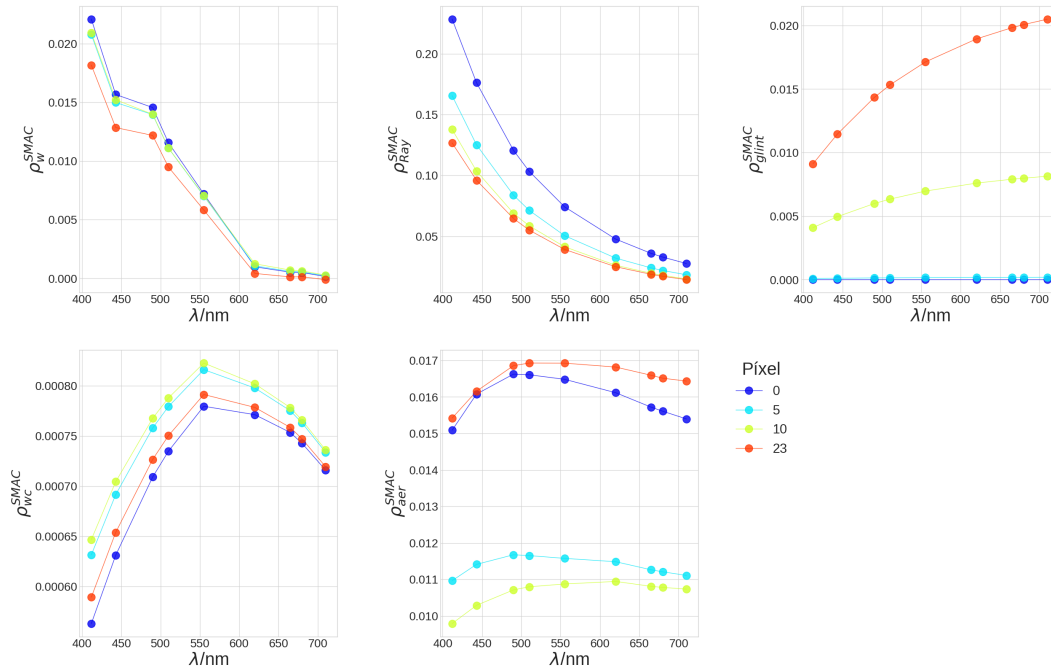 0.020
0.015
0.010
0.005
0.000
ρ_w^SMAC
400 450 500 550 600 650 700
λ/nm
0.20
0.15
0.10
0.05
ρ_Ray^SMAC
400 450 500 550 600 650 700
λ/nm
0.020
0.015
0.010
0.005
0.000
ρ_glint^SMAC
400 450 500 550 600 650 700
λ/nm
0.00080
0.00075
0.00070
0.00065
0.00060
ρ_wc^SMAC
400 450 500 550 600 650 700
λ/nm
0.017
0.016
0.015
0.014
0.013
0.012
0.011
0.010
ρ_aer^SMAC
400 450 500 550 600 650 700
λ/nm
Píxel
0
5
10
23